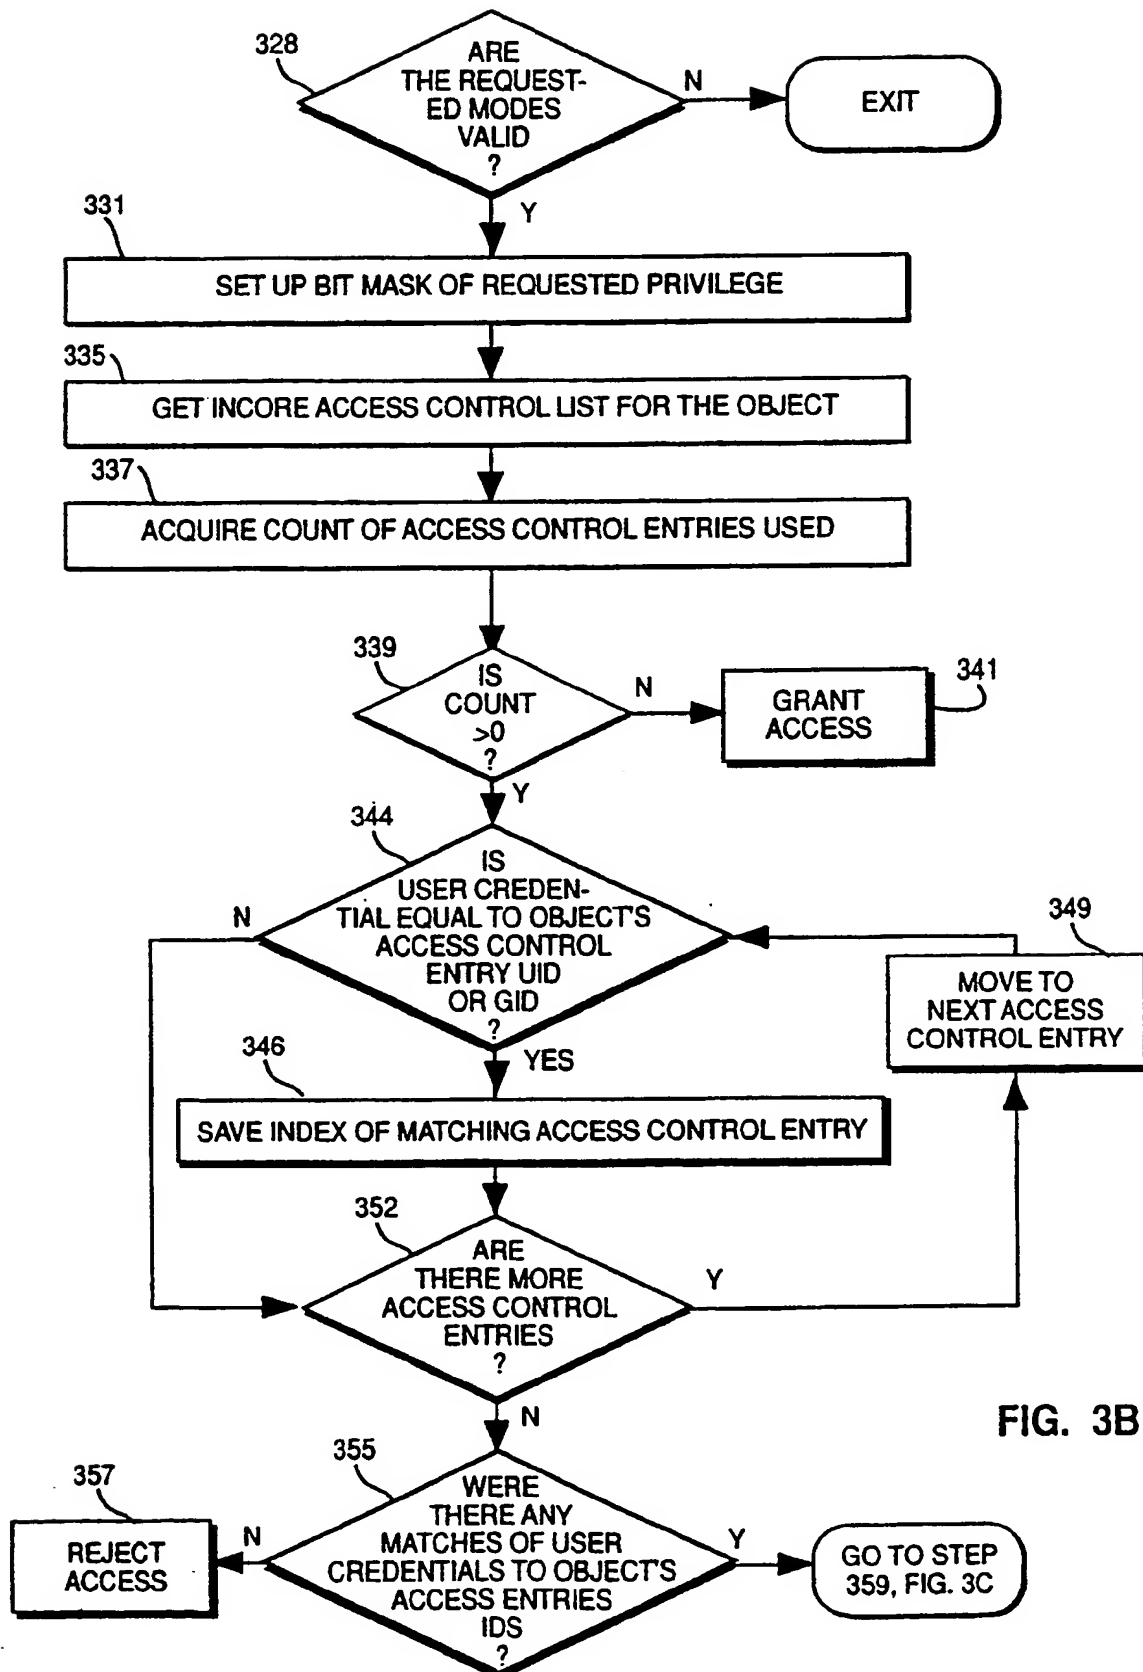 328
ARE
THE REQUEST-
ED MODES
VALID
?
N
EXIT
Y
331
SET UP BIT MASK OF REQUESTED PRIVILEGE
335
GET INCORE ACCESS CONTROL LIST FOR THE OBJECT
337
ACQUIRE COUNT OF ACCESS CONTROL ENTRIES USED
339
IS
COUNT
>0
?
N
GRANT
ACCESS
341
Y
344
IS
USER CREDEN-
TIAL EQUAL TO OBJECT'S
ACCESS CONTROL
ENTRY UID
OR GID
?
N
349
MOVE TO
NEXT ACCESS
CONTROL ENTRY
YES
346
SAVE INDEX OF MATCHING ACCESS CONTROL ENTRY
352
ARE
THERE MORE
ACCESS CONTROL
ENTRIES
?
Y
N
FIG. 3B
355
WERE
THERE ANY
MATCHES OF USER
CREDENTIALS TO OBJECT'S
ACCESS ENTRIES
IDS
?
N
357
REJECT
ACCESS
Y
GO TO STEP
359, FIG. 3C